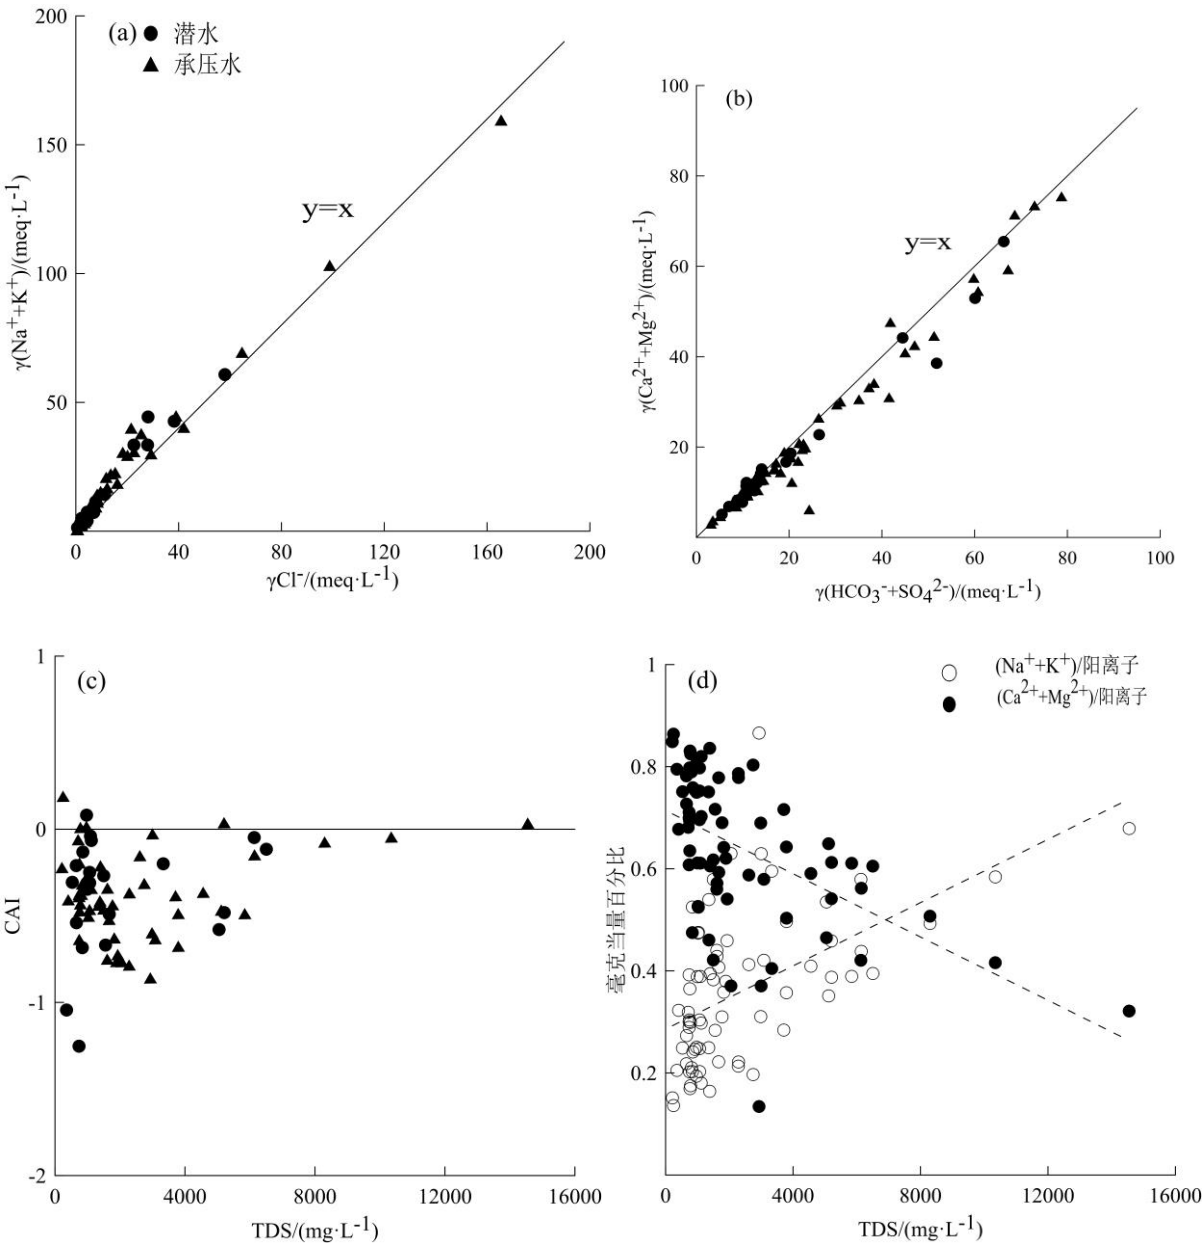 (a)
潜水
承压水
200
150
100
50
γ(Na⁺+K⁺)/(meq·L⁻¹)
y=x
0
40
80
120
160
200
γCl⁻/(meq·L⁻¹)
(b)
100
80
60
40
20
γ(Ca²⁺+Mg²⁺)/(meq·L⁻¹)
y=x
0
20
40
60
80
100
γ(HCO₃⁻+SO₄²⁻)/(meq·L⁻¹)
(c)
1
0
-1
-2
CAI
0
4000
8000
12000
16000
TDS/(mg·L⁻¹)
(d)
(Na⁺+K⁺)/阳离子
(Ca²⁺+Mg²⁺)/阳离子
1
0.8
0.6
0.4
0.2
毫克当量百分比
0
4000
8000
12000
16000
TDS/(mg·L⁻¹)